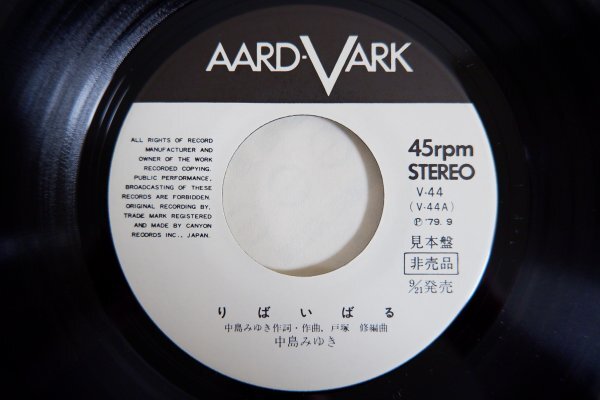 AARD-VARK
ALL RIGHTS OF RECORD
MANUFACTURER AND
OWNER OF THE WORK
RECORDED COPYING.
PUBLIC PERFORMANCE,
BROADCASTING OF THESE
RECORDS ARE FORBIDDEN.
ORIGINAL RECORDING BY,
TRADE MARK REGISTERED
AND MADE BY CANYON
RECORDS INC., JAPAN.
45rpm
STEREO
V-44
(V-44A)
Ⓟ '79. 9
見本盤
非売品
9/21発売
りばいばる
中島みゆき作詞・作曲, 戸塚 修編曲
中島みゆき